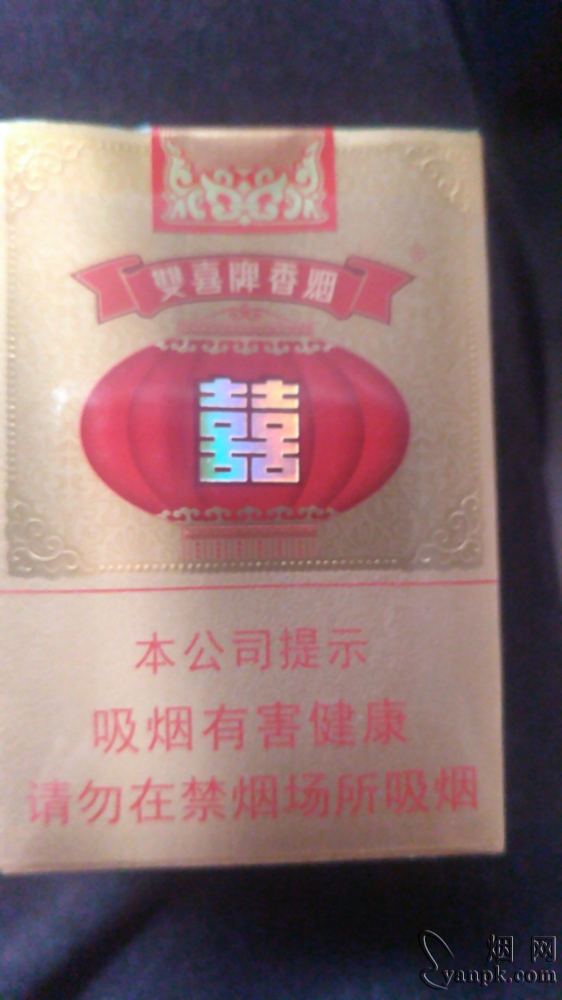 雙喜牌香烟
®
囍
本公司提示
吸烟有害健康
请勿在禁烟场所吸烟
烟网
yanpk.com